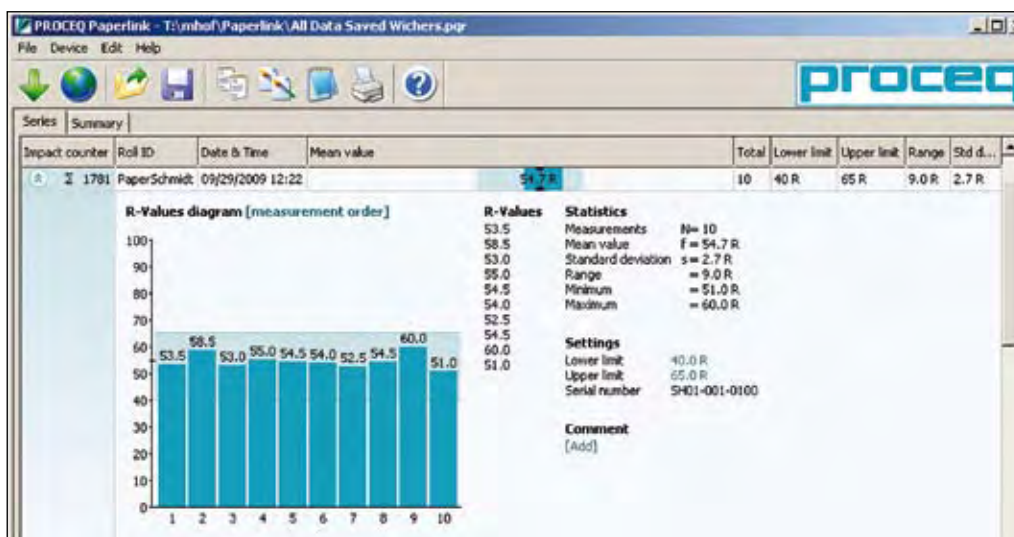 PROCEQ Paperlink - T:\mhof\Paperlink\All Data Saved Wichers.pqr
File Device Edit Help
proceq
Series Summary
Impact counter Roll ID Date & Time Mean value Total Lower limit Upper limit Range Std d...
Σ 1781 PaperSchmidt 09/29/2009 12:22 54.7 R 10 40 R 65 R 9.0 R 2.7 R
R-Values diagram [measurement order]
100
90
80
70
60
50
40
30
20
10
0
53.5 58.5 53.0 55.0 54.5 54.0 52.5 54.5 60.0 51.0
1 2 3 4 5 6 7 8 9 10
R-Values
53.5
58.5
53.0
55.0
54.5
54.0
52.5
54.5
60.0
51.0
Statistics
Measurements N= 10
Mean value f = 54.7 R
Standard deviation s = 2.7 R
Range = 9.0 R
Minimum = 51.0 R
Maximum = 60.0 R
Settings
Lower limit 40.0 R
Upper limit 65.0 R
Serial number SH01-001-0100
Comment
[Add]